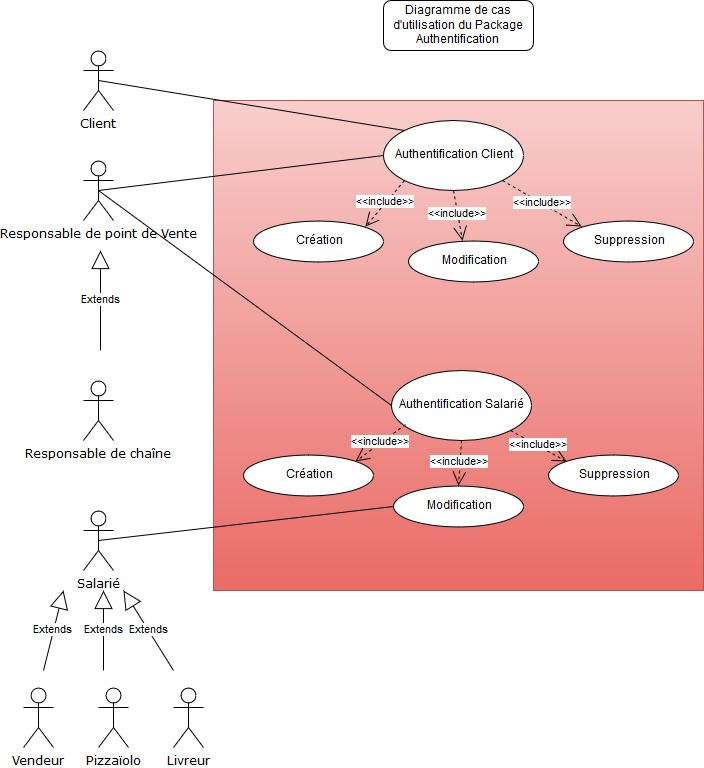 Diagramme de cas
d'utilisation du Package
Authentification
Client
Authentification Client
<<include>>
<<include>>
<<include>>
Responsable de point de Vente
Création
Suppression
Modification
Extends
Authentification Salarié
<<include>>
<<include>>
<<include>>
Responsable de chaîne
Création
Suppression
Modification
Salarié
Extends
Extends
Extends
Vendeur
Pizzaïolo
Livreur